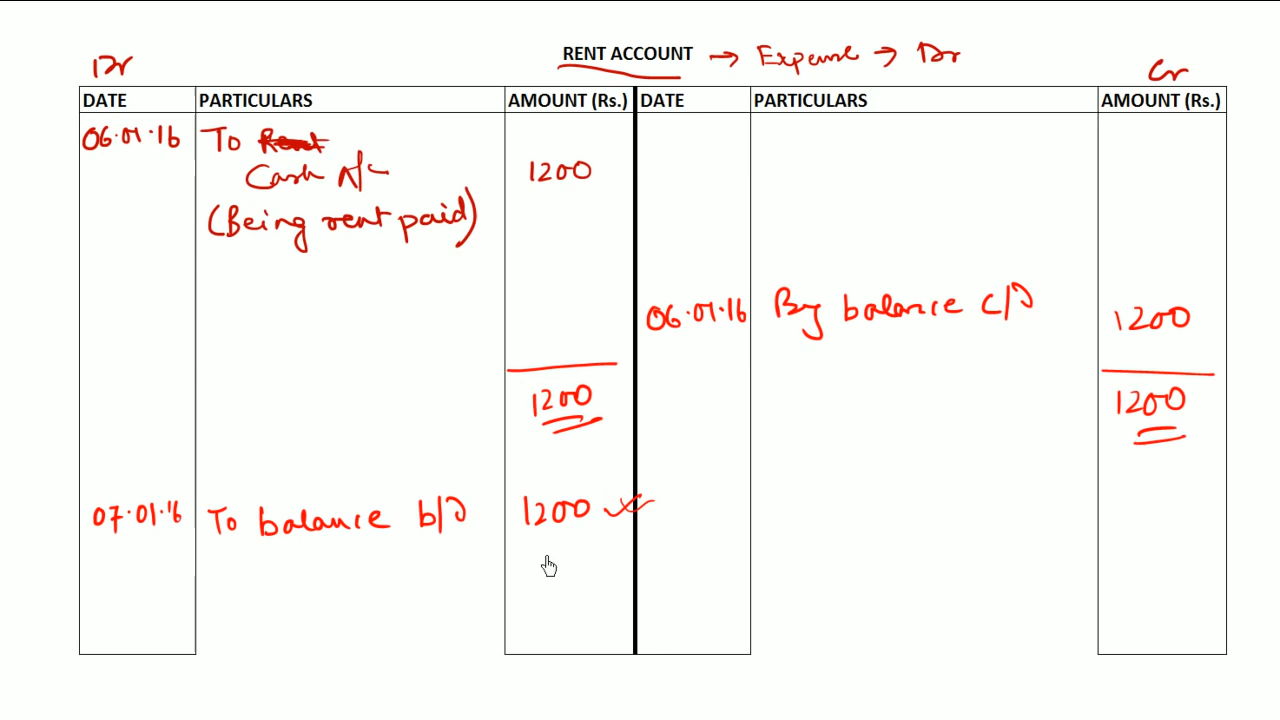 RENT ACCOUNT → Expense → Dr
Dr
Cr
DATE PARTICULARS AMOUNT (Rs.) DATE PARTICULARS AMOUNT (Rs.)
06.01.16 To Rent
Cash A/c 1200
(Being rent paid)
06.01.16 By balance c/d 1200
1200 1200
07.01.16 To balance b/d 1200